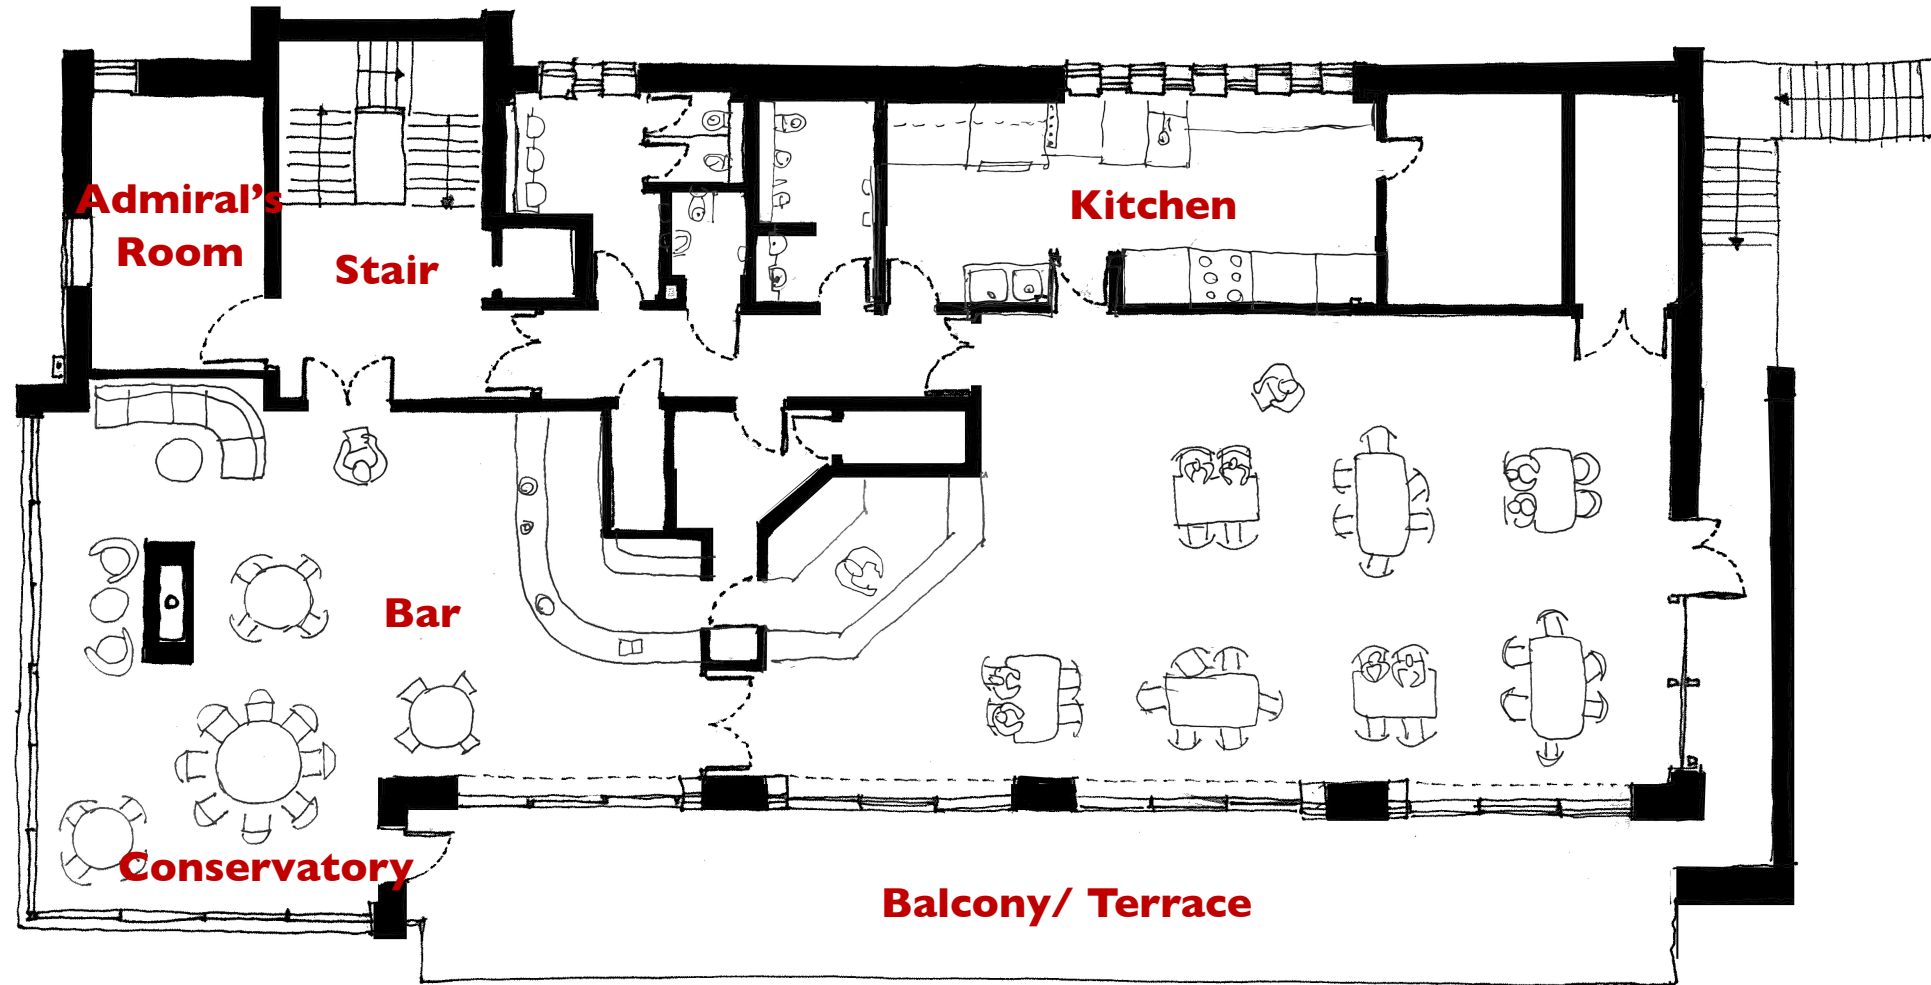 Admiral's
Room
Stair
Kitchen
Bar
Conservatory
Balcony/ Terrace